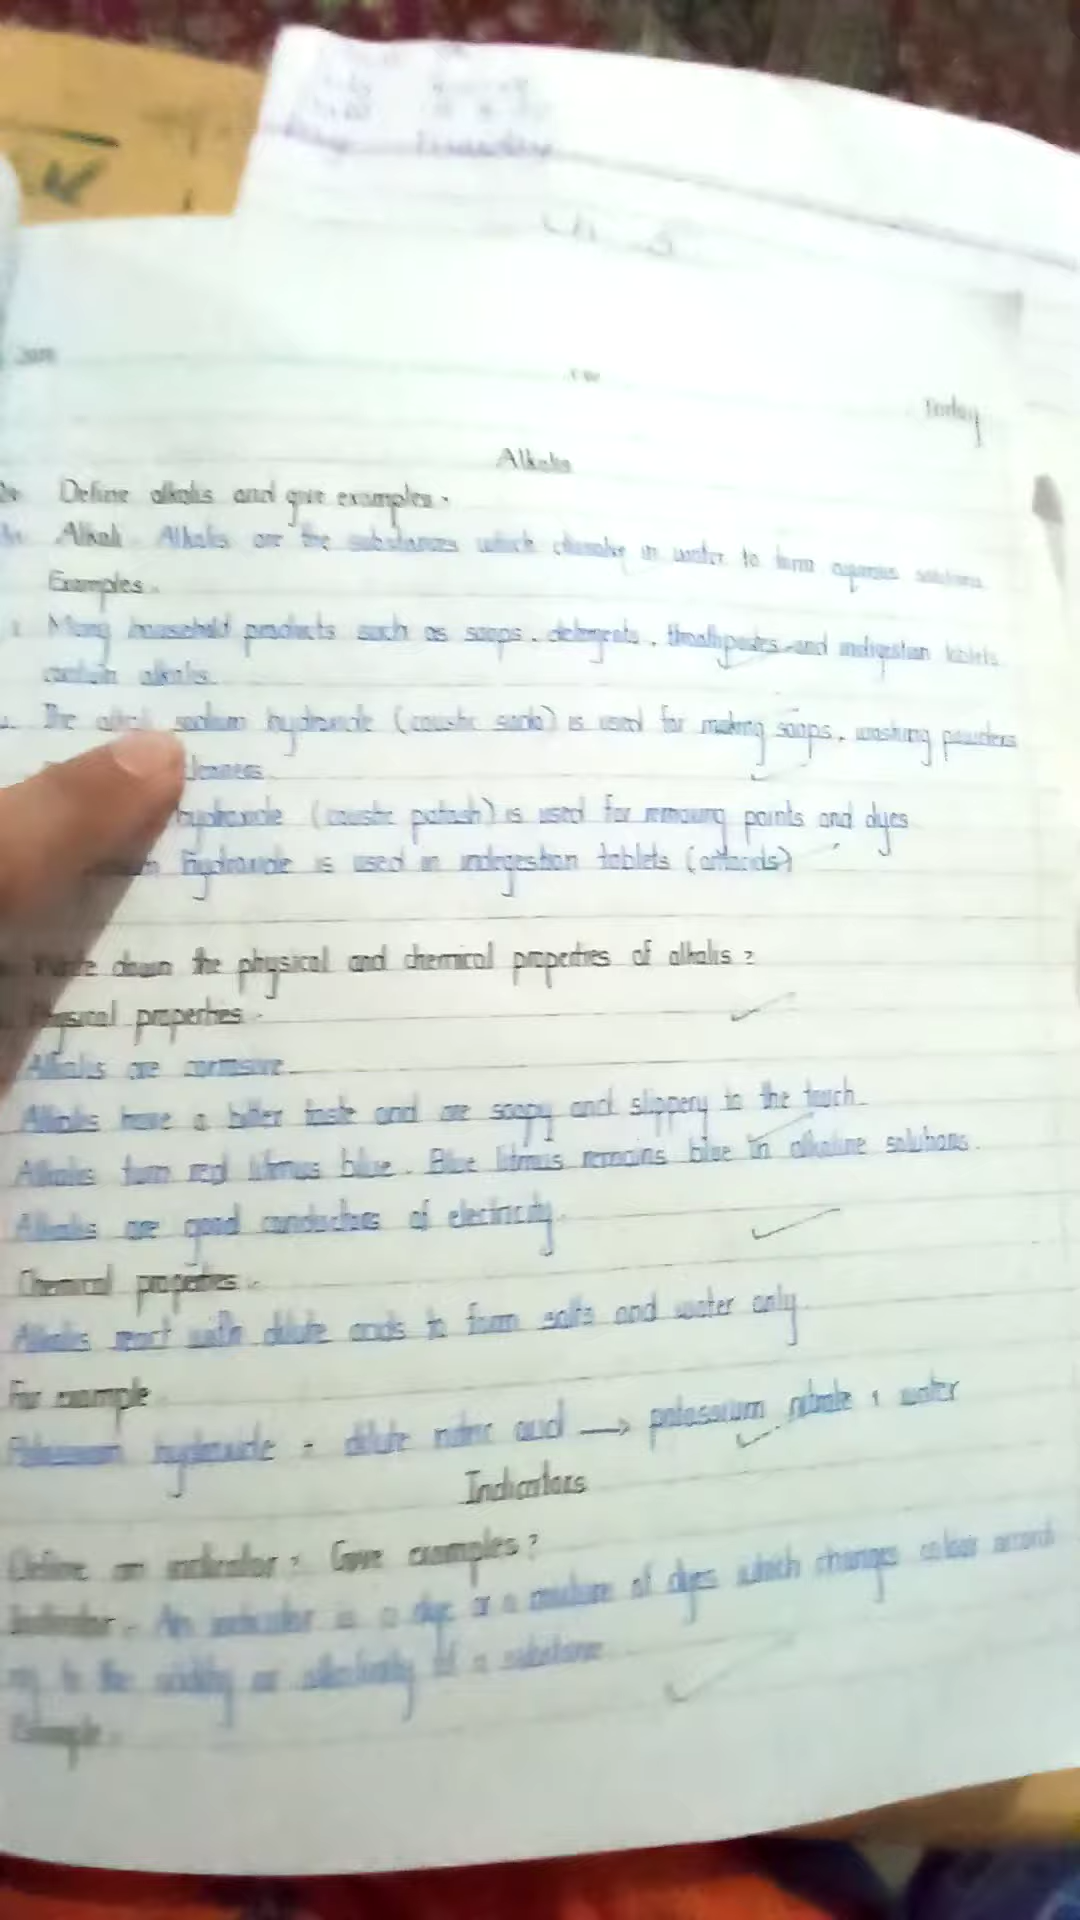 Today
Alkalis
Define alkalis and give examples.
Alkali - Alkalis are the substances which dissolve in water to form aqueous solutions.
Examples.
Many household products such as soaps, detergents, toothpastes and indigestion tablets
contain alkalis.
The alkali sodium hydroxide (caustic soda) is used for making soaps, washing powders
hydroxide (caustic potash) is used for removing paints and dyes
hydroxide is used in indegestion tablets (antacids)
Write down the physical and chemical properties of alkalis ?
Physical properties.
Alkalis are corrosive.
Alkalis have a bitter taste and are soapy and slippery to the touch.
Alkalis turn red litmus blue. Blue litmus remains blue in alkaline solutions.
Alkalis are good conductors of electricity.
Chemical properties.
Alkalis react with dilute acids to form salts and water only.
For example
Potassium hydroxide + dilute nitric acid → potassium nitrate + water
Indicators
Define an indicator ? Give examples ?
Indicator - An indicator is a dye or a mixture of dyes which changes colour accord
ing to the acidity or alkalinity of a substance
Example.